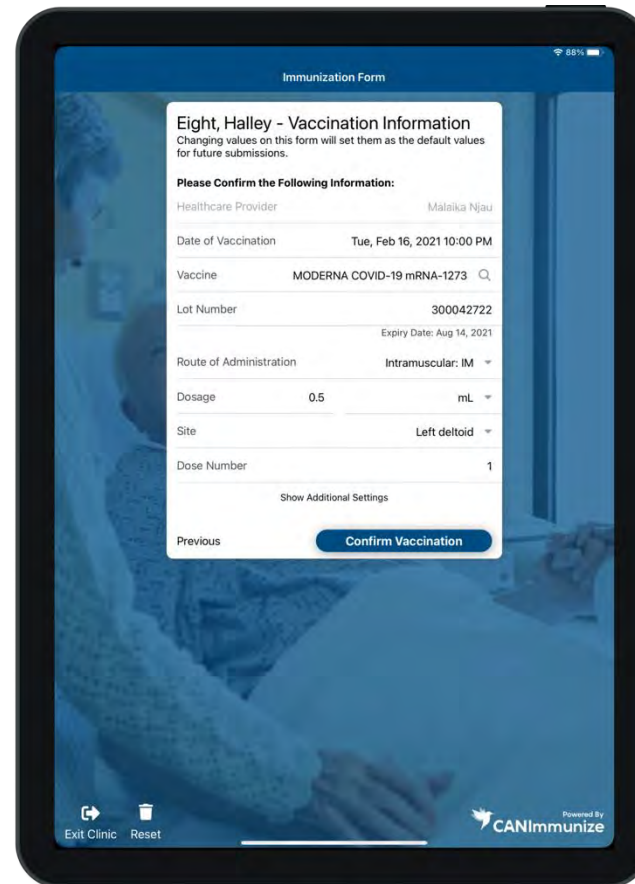 88%
Immunization Form
Eight, Halley - Vaccination Information
Changing values on this form will set them as the default values
for future submissions.
Please Confirm the Following Information:
Healthcare Provider Malaika Njau
Date of Vaccination Tue, Feb 16, 2021 10:00 PM
Vaccine MODERNA COVID-19 mRNA-1273
Lot Number 300042722
Expiry Date: Aug 14, 2021
Route of Administration Intramuscular: IM
Dosage 0.5 mL
Site Left deltoid
Dose Number 1
Show Additional Settings
Previous Confirm Vaccination
Exit Clinic Reset
Powered By
CANImmunize